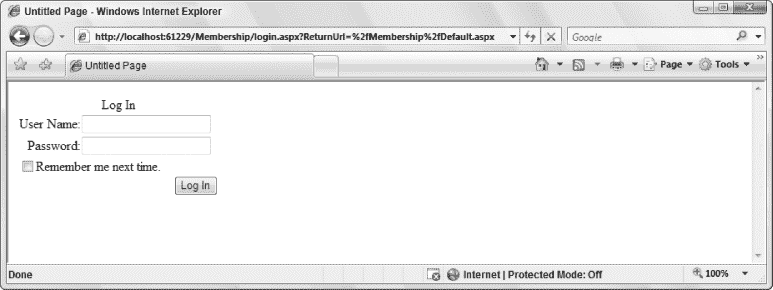 Untitled Page - Windows Internet Explorer
http://localhost:61229/Membership/login.aspx?ReturnUrl=%2fMembership%2fDefault.aspx
Google
Untitled Page
Page
Tools
Log In
User Name:
Password:
Remember me next time.
Log In
Done
Internet | Protected Mode: Off
100%